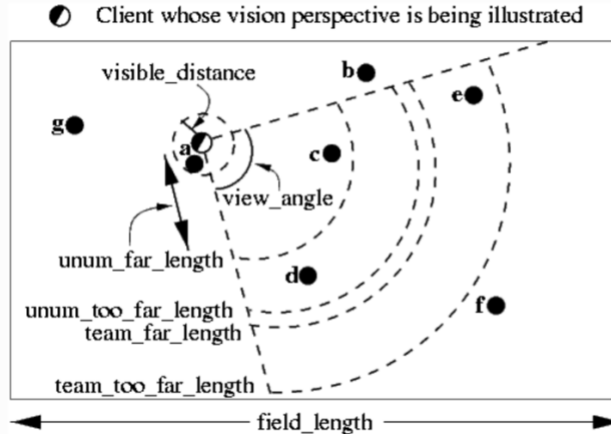 Client whose vision perspective is being illustrated
visible_distance
b
e
g
a
c
view_angle
unum_far_length
d
unum_too_far_length
f
team_far_length
team_too_far_length
field_length